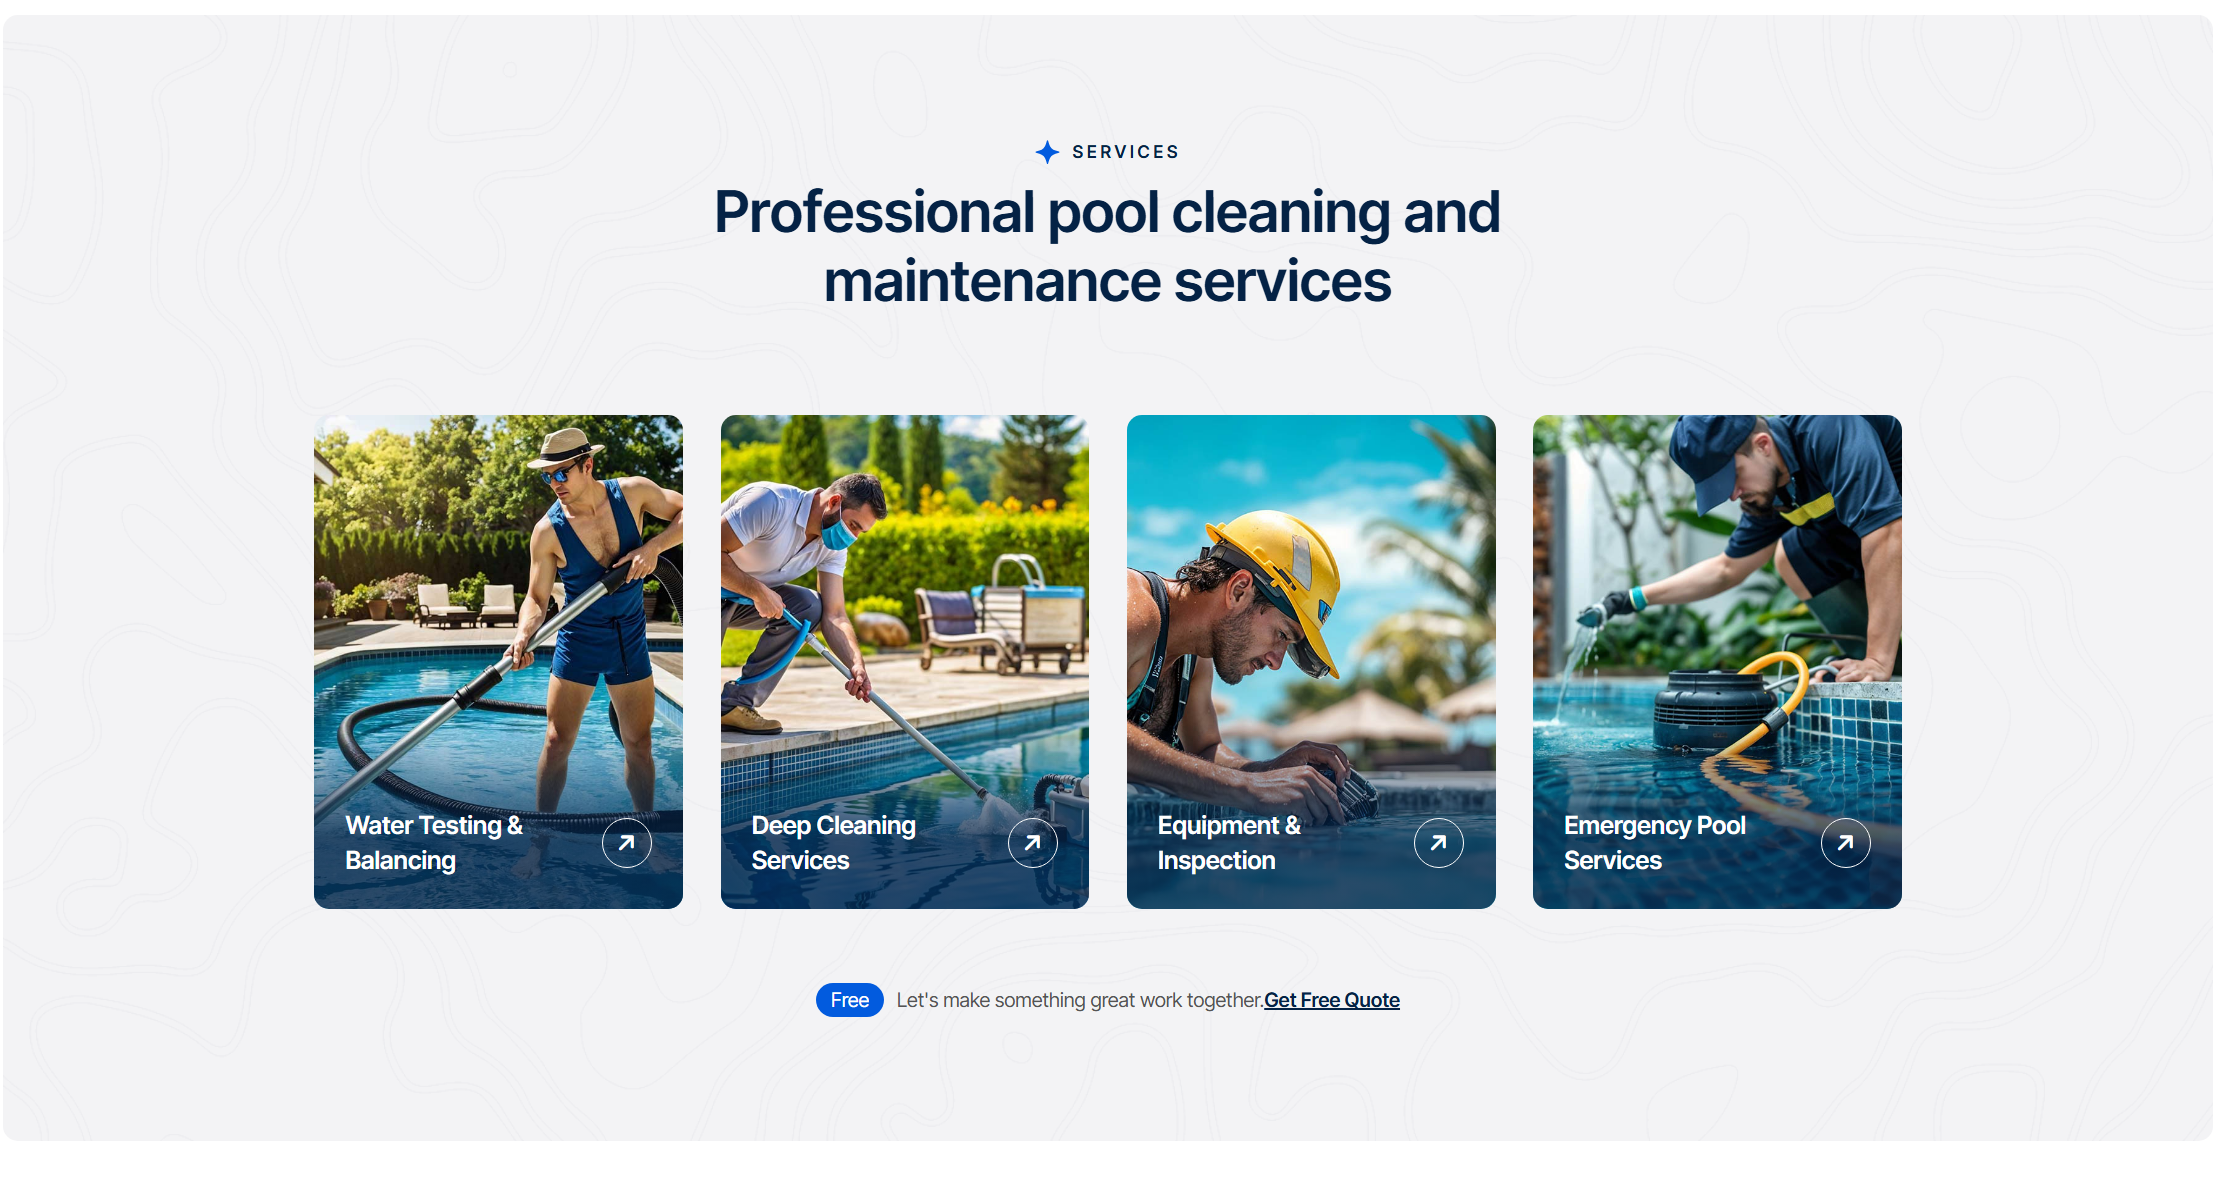 SERVICES
Professional pool cleaning and
maintenance services
Water Testing &
Balancing
Deep Cleaning
Services
Equipment &
Inspection
Emergency Pool
Services
Free
Let's make something great work together.Get Free Quote